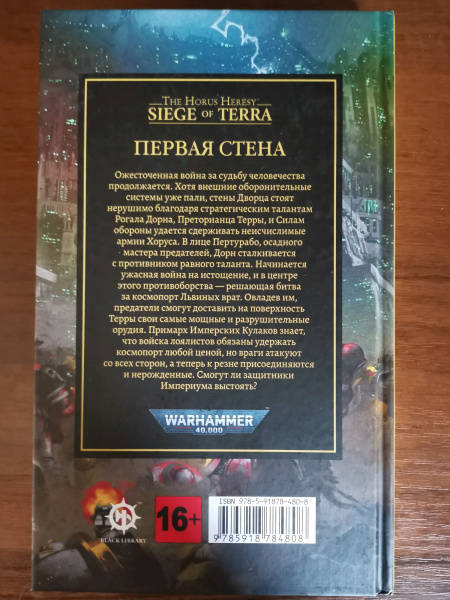 THE HORUS HERESY
SIEGE OF TERRA
ПЕРВАЯ СТЕНА
Ожесточенная война за судьбу человечества
продолжается. Хотя внешние оборонительные
системы уже пали, стены Дворца стоят
нерушимо благодаря стратегическим талантам
Рогала Дорна, Преторианца Терры, и Силам
обороны удается сдерживать неисчислимые
армии Хоруса. В лице Пертурабо, осадного
мастера предателей, Дорн сталкивается
с противником равного таланта. Начинается
ужасная война на истощение, и в центре
этого противоборства — решающая битва
за космопорт Львиных врат. Овладев им,
предатели смогут доставить на поверхность
Терры свои самые мощные и разрушительные
орудия. Примарх Имперских Кулаков знает,
что войска лоялистов обязаны удержать
космопорт любой ценой, но враги атакуют
со всех сторон, а теперь к резне присоединяются
и нерожденные. Смогут ли защитники
Империума выстоять?
WARHAMMER
40,000
ISBN 978-5-91878-480-8
16+
BLACK LIBRARY
9 785918 784808